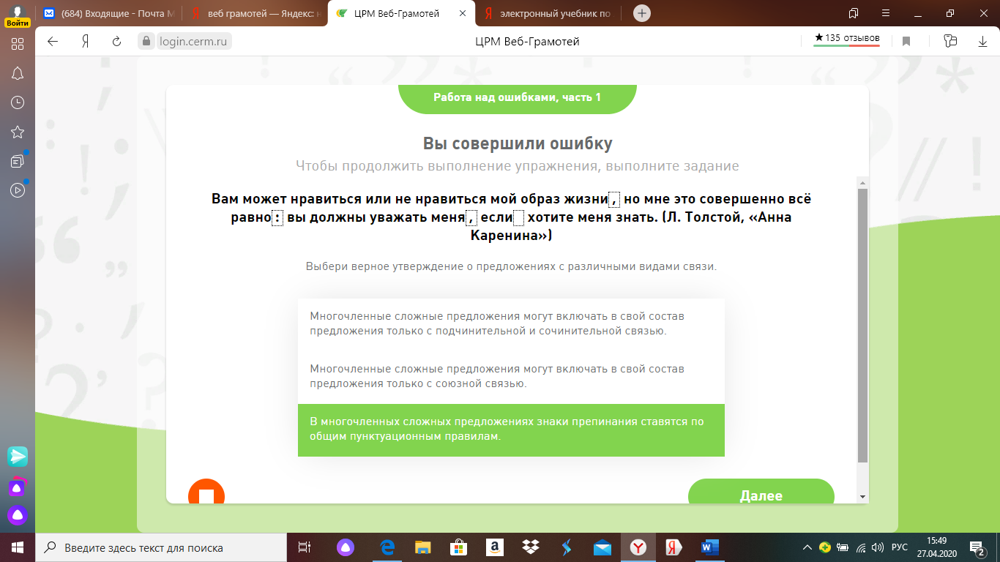 (684) Входящие - Почта M
веб грамотей — Яндекс: н
ЦРМ Веб-Грамотей
электронный учебник по
Войти
login.cerm.ru
ЦРМ Веб-Грамотей
★135 отзывов
Работа над ошибками, часть 1
Вы совершили ошибку
Чтобы продолжить выполнение упражнения, выполните задание
Вам может нравиться или не нравиться мой образ жизни, но мне это совершенно всё
равно: вы должны уважать меня, если хотите меня знать. (Л. Толстой, «Анна
Каренина»)
Выбери верное утверждение о предложениях с различными видами связи.
Многочленные сложные предложения могут включать в свой состав
предложения только с подчинительной и сочинительной связью.
Многочленные сложные предложения могут включать в свой состав
предложения только с союзной связью.
В многочленных сложных предложениях знаки препинания ставятся по
общим пунктуационным правилам.
Далее
Введите здесь текст для поиска
РУС
15:49
27.04.2020
2